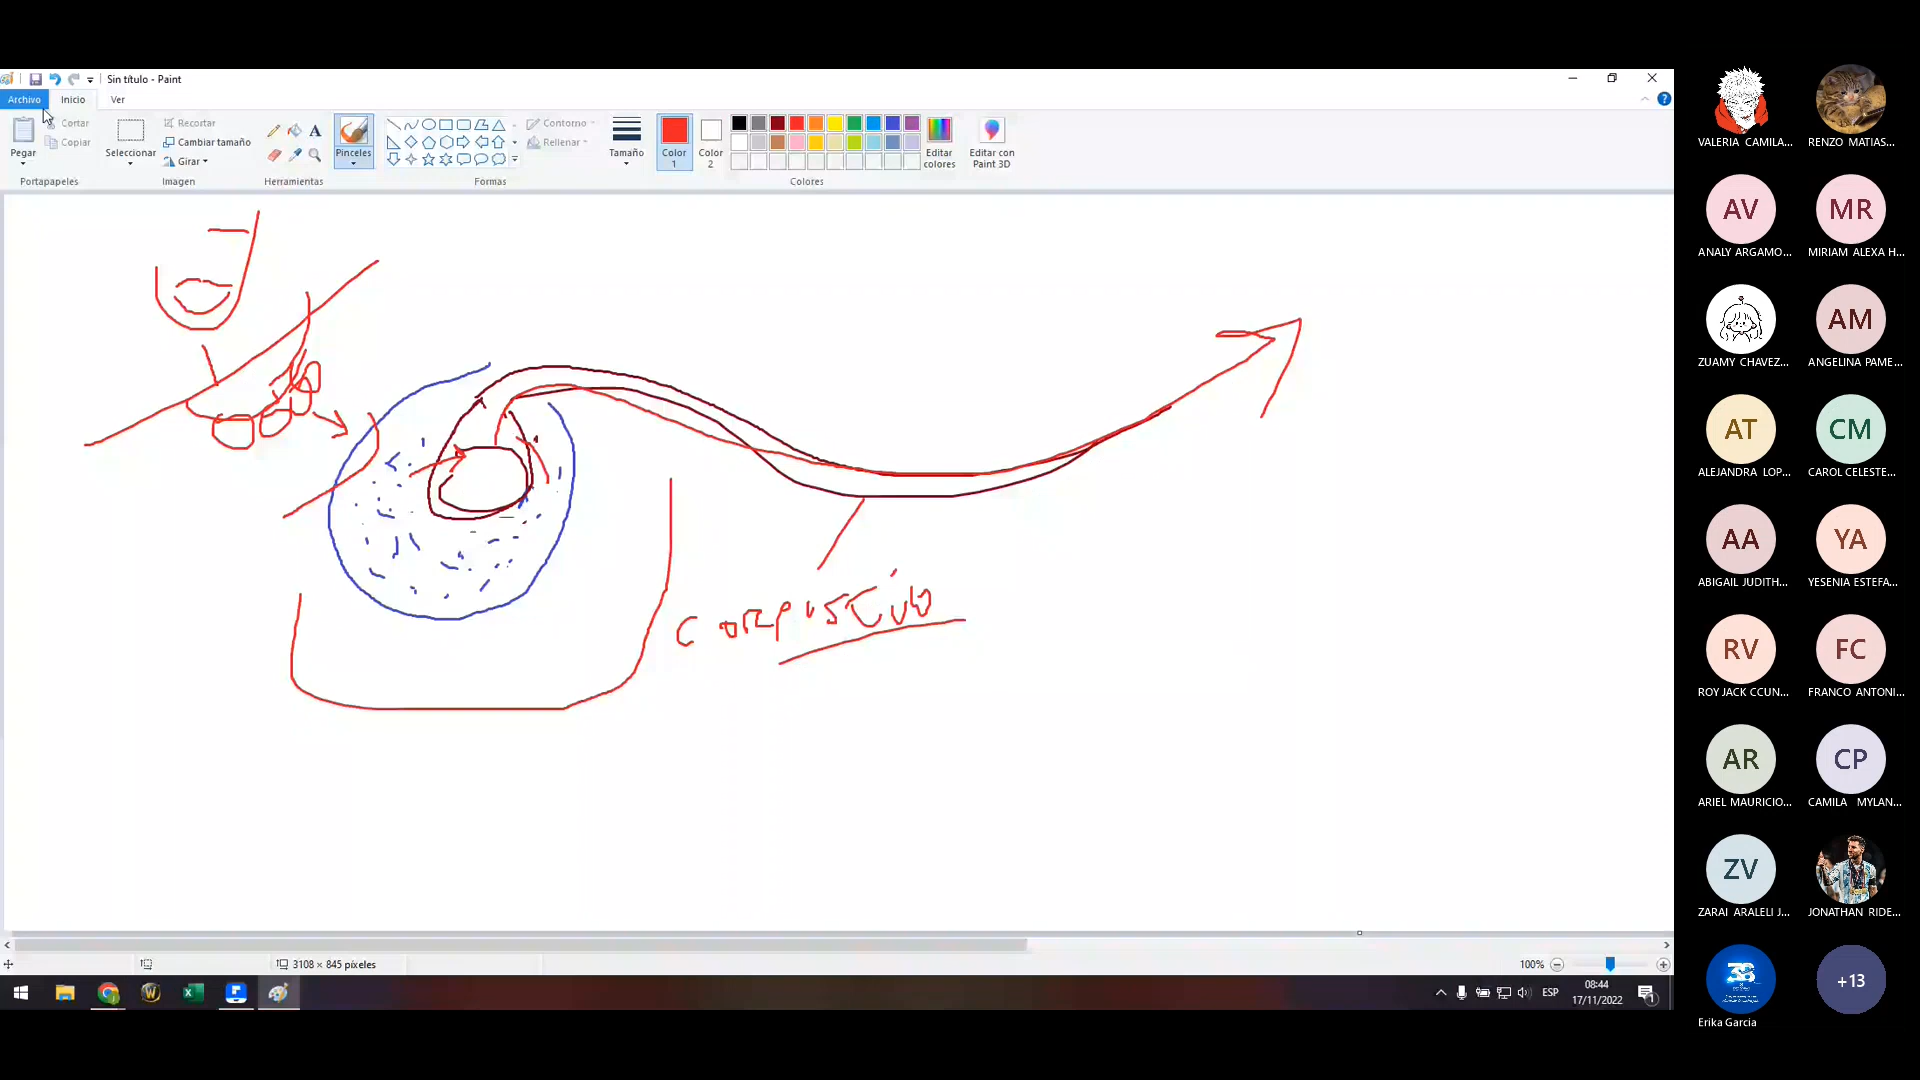 Sin título - Paint
Archivo
Inicio
Ver
Pegar
Cortar
Copiar
Portapapeles
Seleccionar
Recortar
Cambiar tamaño
Girar
Imagen
A
Herramientas
Pinceles
Contorno
Rellenar
Formas
Tamaño
Color
1
Color
2
Editar
colores
Editar con
Paint 3D
Colores
3108 × 845 píxeles
100%
ESP
08:44
17/11/2022
1
VALERIA CAMILA...
RENZO MATIAS...
AV
ANALY ARGAMO...
MR
MIRIAM ALEXA H...
ZUAMY CHAVEZ...
AM
ANGELINA PAME...
AT
ALEJANDRA LOP...
CM
CAROL CELESTE...
AA
ABIGAIL JUDITH...
YA
YESENIA ESTEFA...
RV
ROY JACK CCUN...
FC
FRANCO ANTONI...
AR
ARIEL MAURICIO...
CP
CAMILA MYLAN...
ZV
ZARAI ARALELI J...
JONATHAN RIDE...
Erika Garcia
+13